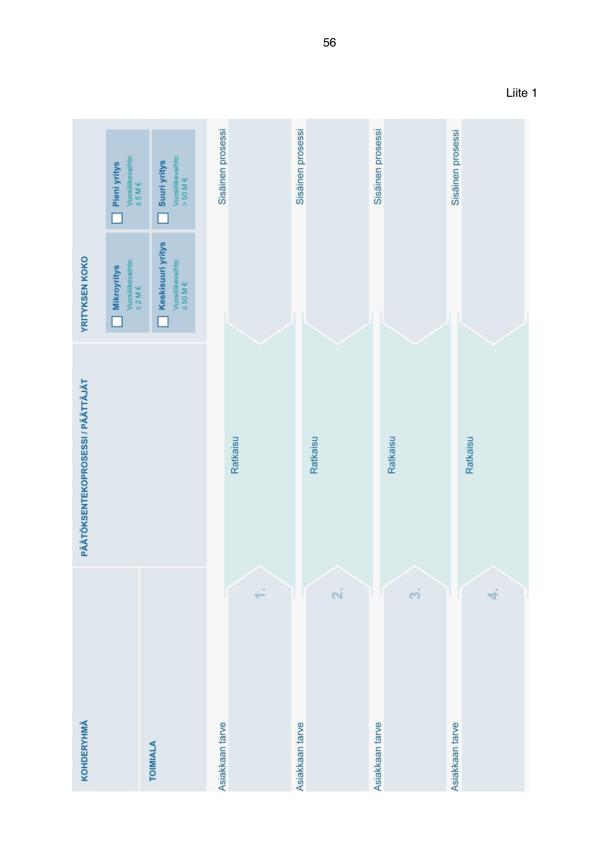 56
Liite 1
KOHDERYHMÄ
TOIMIALA
PÄÄTÖKSENTEKOPROSESSI / PÄÄTTÄJÄT
YRITYKSEN KOKO
Mikroyritys
Vuosiliikevaihto:
≤ 2 M €
Pieni yritys
Vuosiliikevaihto:
≤ 5 M €
Keskisuuri yritys
Vuosiliikevaihto:
≤ 50 M €
Suuri yritys
Vuosiliikevaihto:
> 50 M €
Asiakkaan tarve
1.
Ratkaisu
Sisäinen prosessi
Asiakkaan tarve
2.
Ratkaisu
Sisäinen prosessi
Asiakkaan tarve
3.
Ratkaisu
Sisäinen prosessi
Asiakkaan tarve
4.
Ratkaisu
Sisäinen prosessi